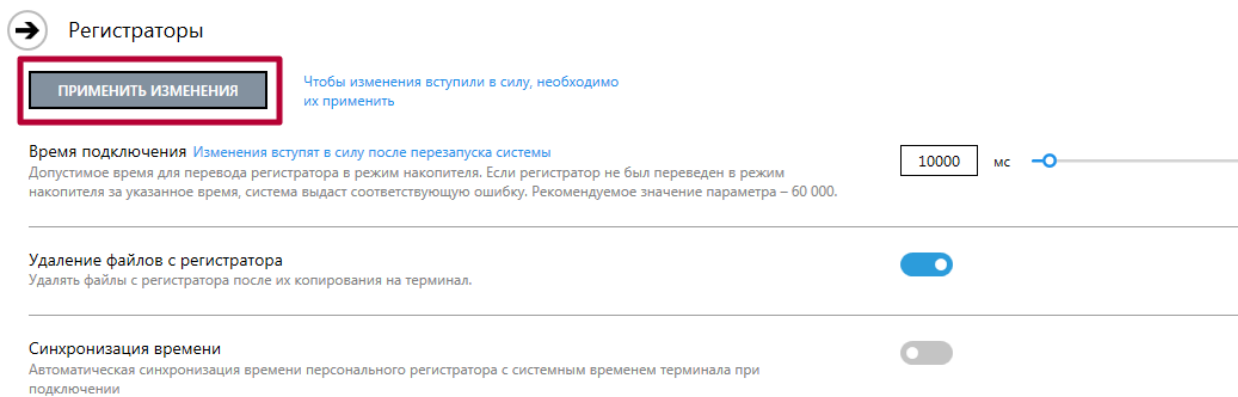 Регистраторы
ПРИМЕНИТЬ ИЗМЕНЕНИЯ
Чтобы изменения вступили в силу, необходимо
их применить
Время подключения Изменения вступят в силу после перезапуска системы
Допустимое время для перевода регистратора в режим накопителя. Если регистратор не был переведен в режим
накопителя за указанное время, система выдаст соответствующую ошибку. Рекомендуемое значение параметра – 60 000.
10000 мс
Удаление файлов с регистратора
Удалять файлы с регистратора после их копирования на терминал.
Синхронизация времени
Автоматическая синхронизация времени персонального регистратора с системным временем терминала при
подключении